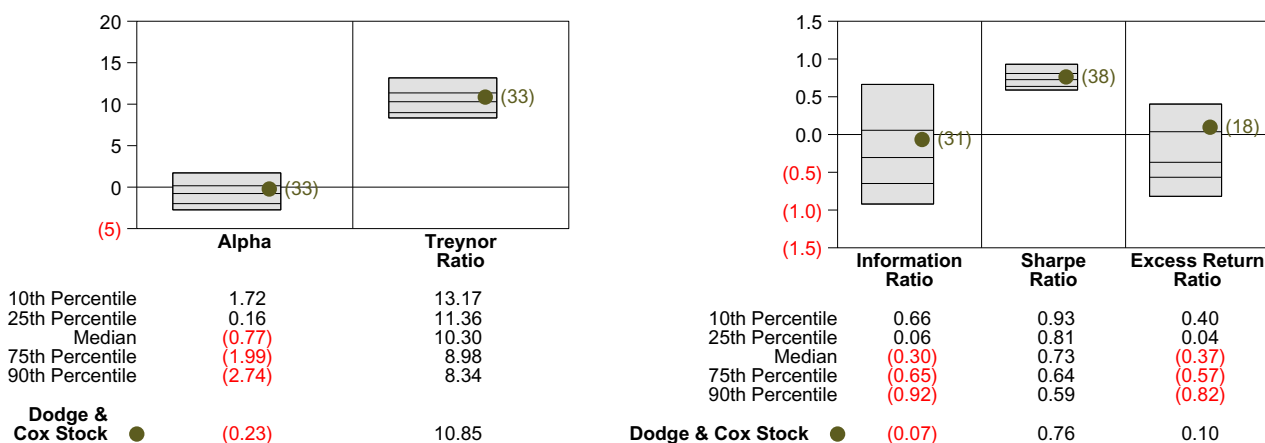 20
15
10
5
0
(5)
(33)
(33)
Alpha
Treynor
Ratio
10th Percentile 1.72 13.17
25th Percentile 0.16 11.36
Median (0.77) 10.30
75th Percentile (1.99) 8.98
90th Percentile (2.74) 8.34
Dodge &
Cox Stock (0.23) 10.85
1.5
1.0
0.5
0.0
(0.5)
(1.0)
(1.5)
(31)
(38)
(18)
Information
Ratio
Sharpe
Ratio
Excess Return
Ratio
10th Percentile 0.66 0.93 0.40
25th Percentile 0.06 0.81 0.04
Median (0.30) 0.73 (0.37)
75th Percentile (0.65) 0.64 (0.57)
90th Percentile (0.92) 0.59 (0.82)
Dodge & Cox Stock (0.07) 0.76 0.10